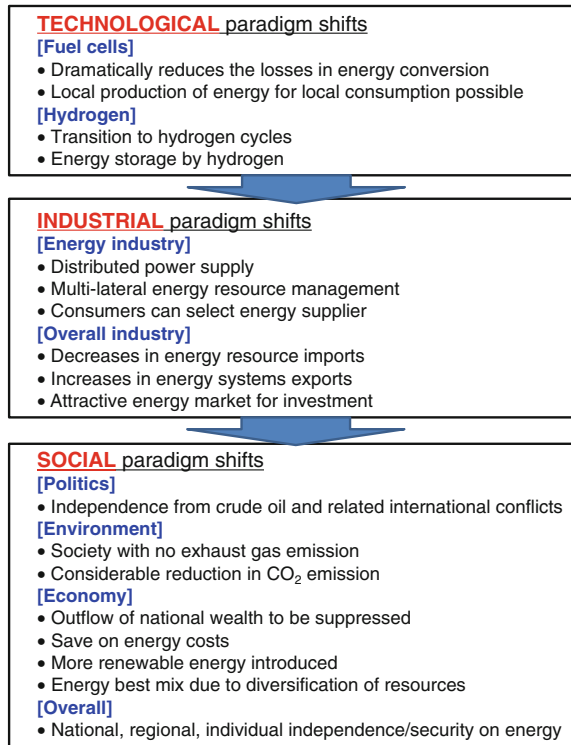 TECHNOLOGICAL paradigm shifts
[Fuel cells]
• Dramatically reduces the losses in energy conversion
• Local production of energy for local consumption possible
[Hydrogen]
• Transition to hydrogen cycles
• Energy storage by hydrogen
INDUSTRIAL paradigm shifts
[Energy industry]
• Distributed power supply
• Multi-lateral energy resource management
• Consumers can select energy supplier
[Overall industry]
• Decreases in energy resource imports
• Increases in energy systems exports
• Attractive energy market for investment
SOCIAL paradigm shifts
[Politics]
• Independence from crude oil and related international conflicts
[Environment]
• Society with no exhaust gas emission
• Considerable reduction in CO₂ emission
[Economy]
• Outflow of national wealth to be suppressed
• Save on energy costs
• More renewable energy introduced
• Energy best mix due to diversification of resources
[Overall]
• National, regional, individual independence/security on energy